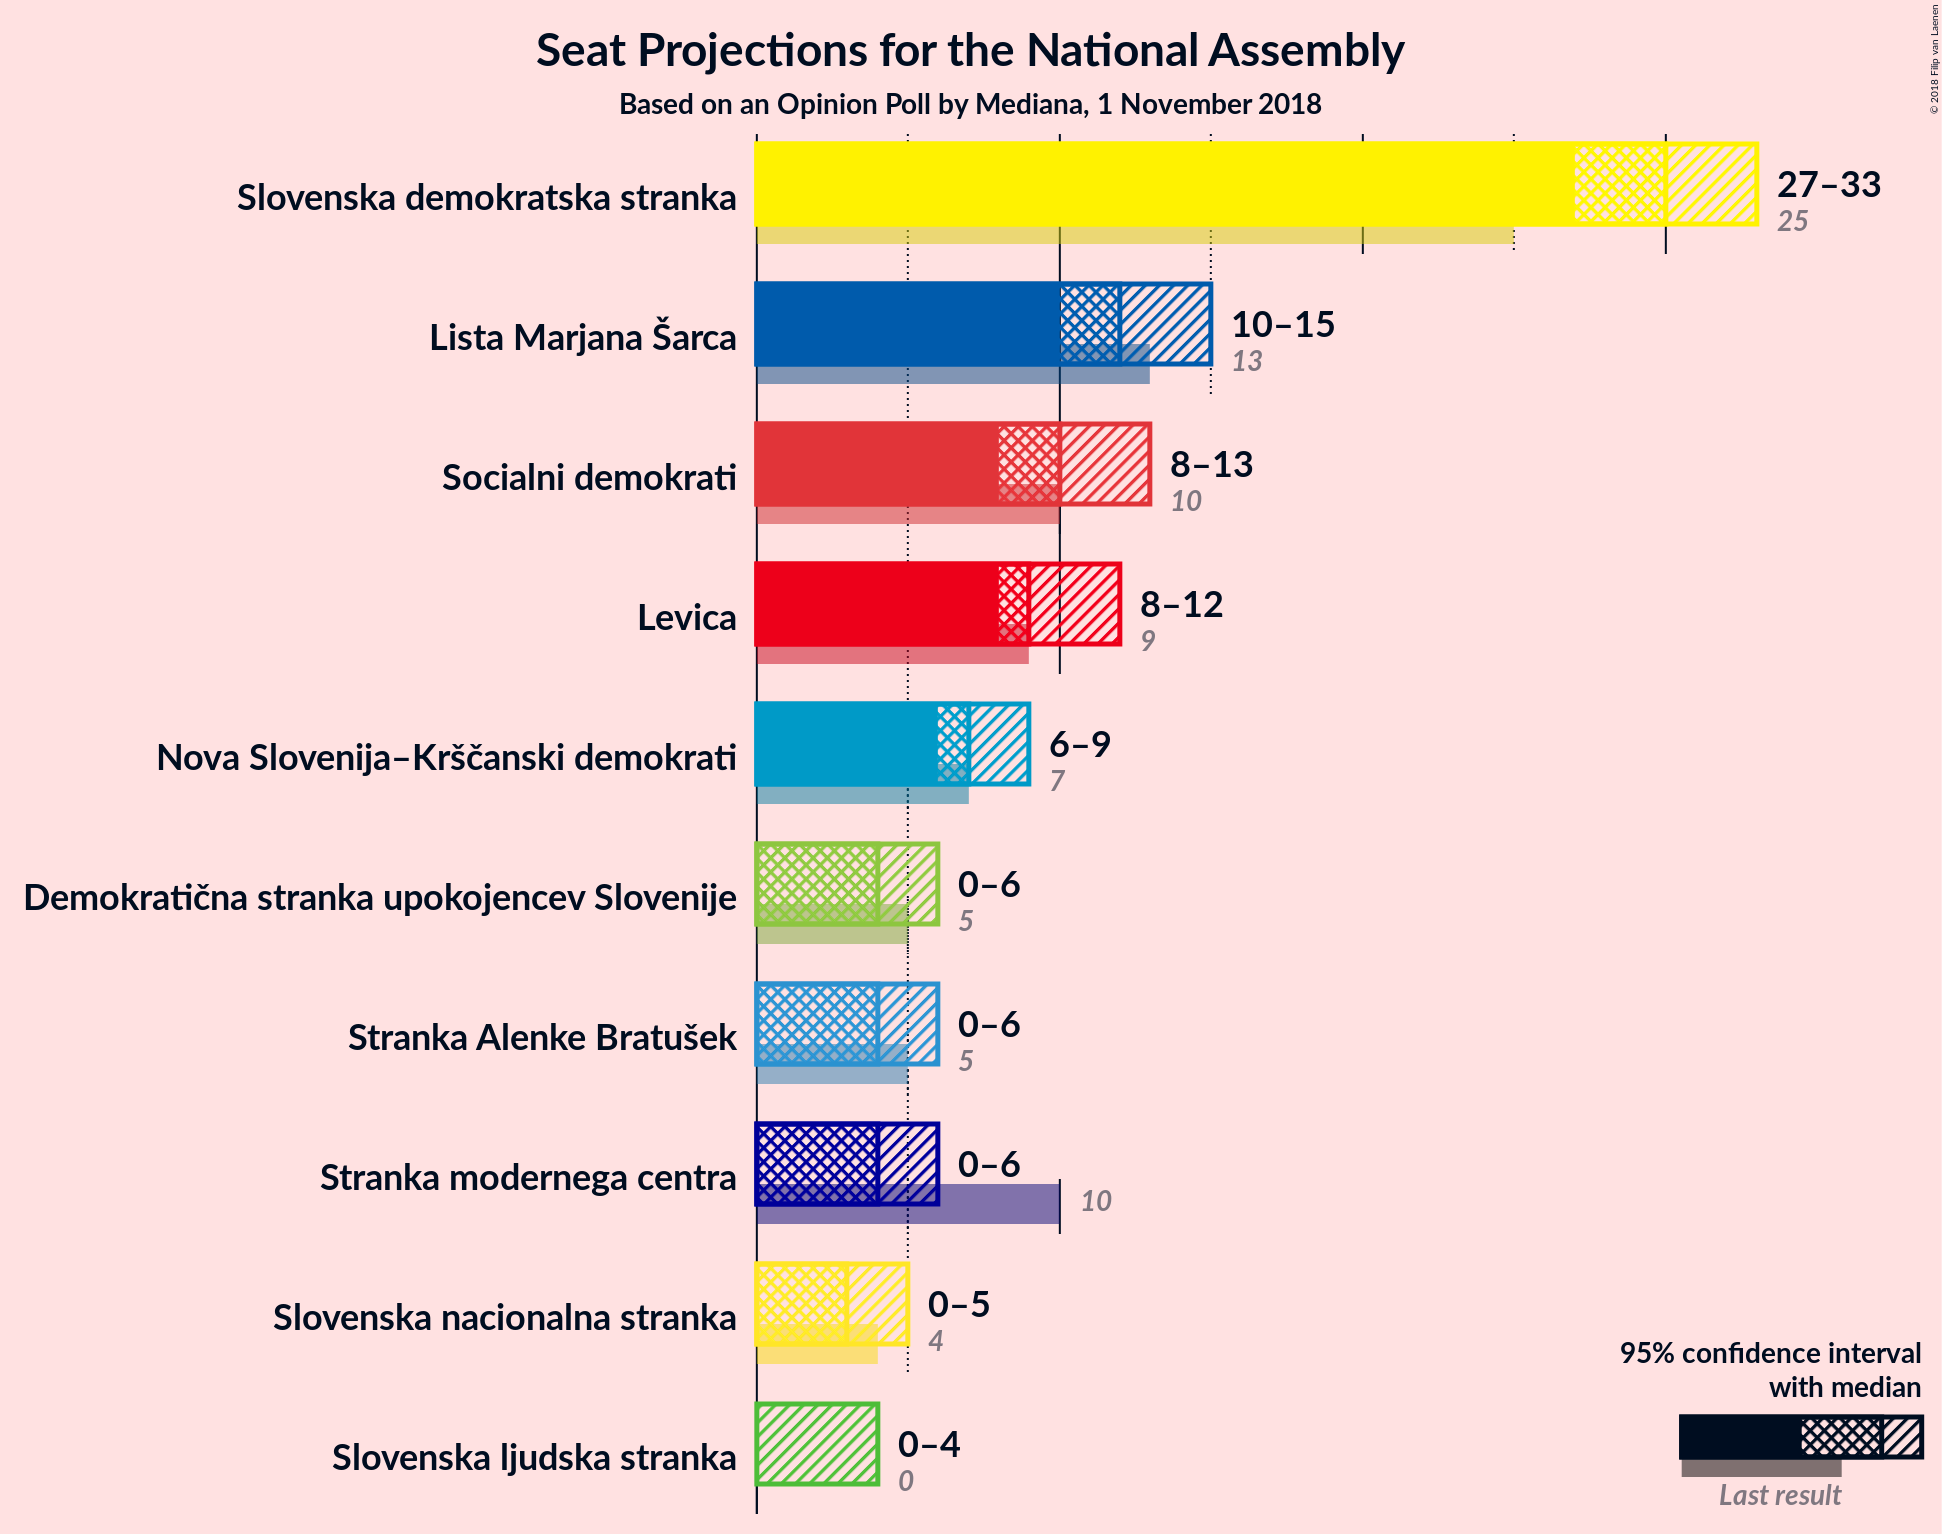 Seat Projections for the National Assembly
Based on an Opinion Poll by Mediana, 1 November 2018
© 2018 Filip van Laenen
Slovenska demokratska stranka
27–33
25
Lista Marjana Šarca
10–15
13
Socialni demokrati
8–13
10
Levica
8–12
9
Nova Slovenija–Krščanski demokrati
6–9
7
Demokratična stranka upokojencev Slovenije
0–6
5
Stranka Alenke Bratušek
0–6
5
Stranka modernega centra
0–6
10
Slovenska nacionalna stranka
0–5
4
Slovenska ljudska stranka
0–4
0
95% confidence interval
with median
Last result